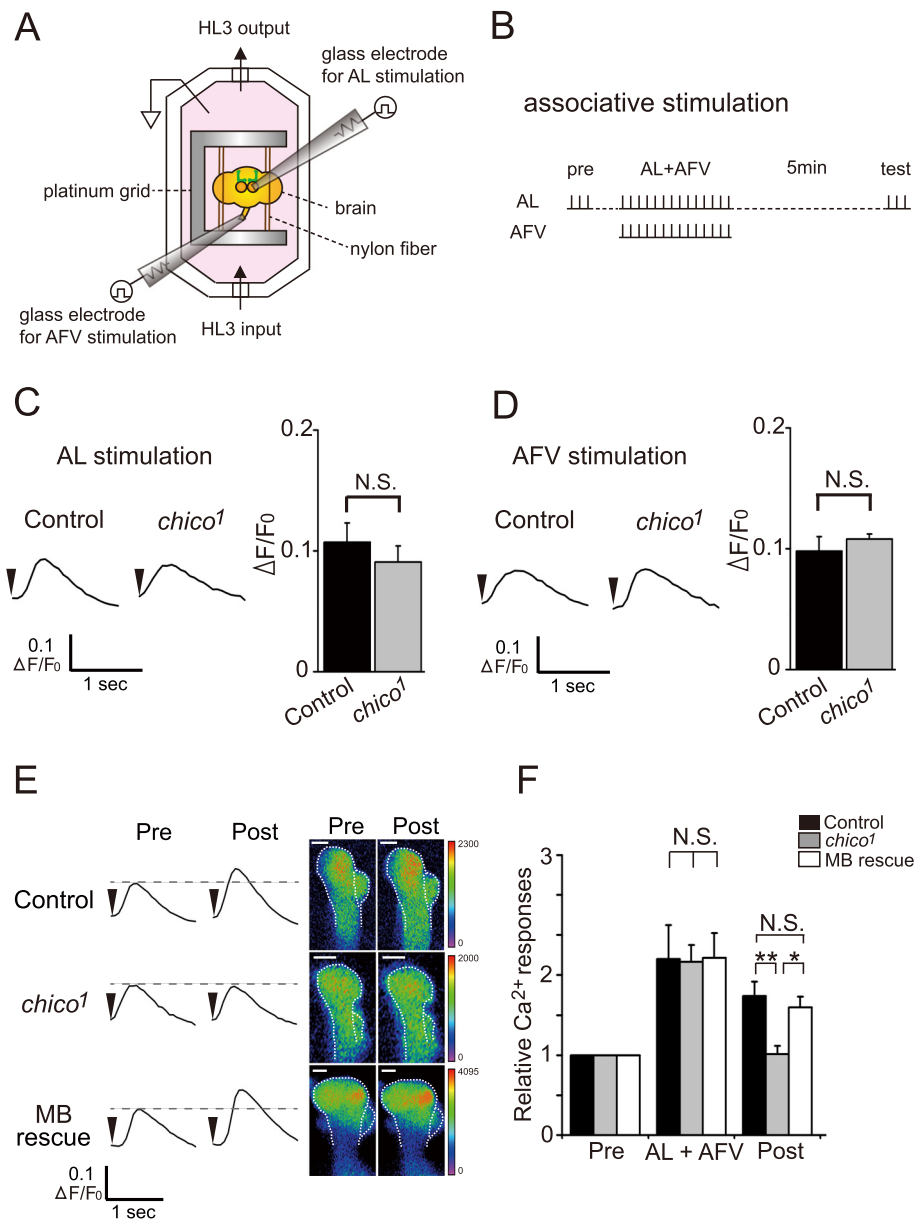 A
HL3 output
glass electrode
for AL stimulation
platinum grid
brain
nylon fiber
glass electrode
for AFV stimulation
HL3 input
B
associative stimulation
pre AL+AFV 5min test
AL
AFV
C
AL stimulation
Control chico1
0.1
ΔF/F0
1 sec
0.2
N.S.
0.1
ΔF/F0
0
Control chico1
D
AFV stimulation
Control chico1
0.1
ΔF/F0
1 sec
0.2
N.S.
0.1
ΔF/F0
0
Control chico1
E
Pre Post Pre Post
Control
2300
0
chico1
2000
0
MB
rescue
4095
0
0.1
ΔF/F0
1 sec
F
Control
chico1
MB rescue
Relative Ca2+ responses
3
2
1
0
N.S.
N.S.
** *
Pre AL + AFV Post